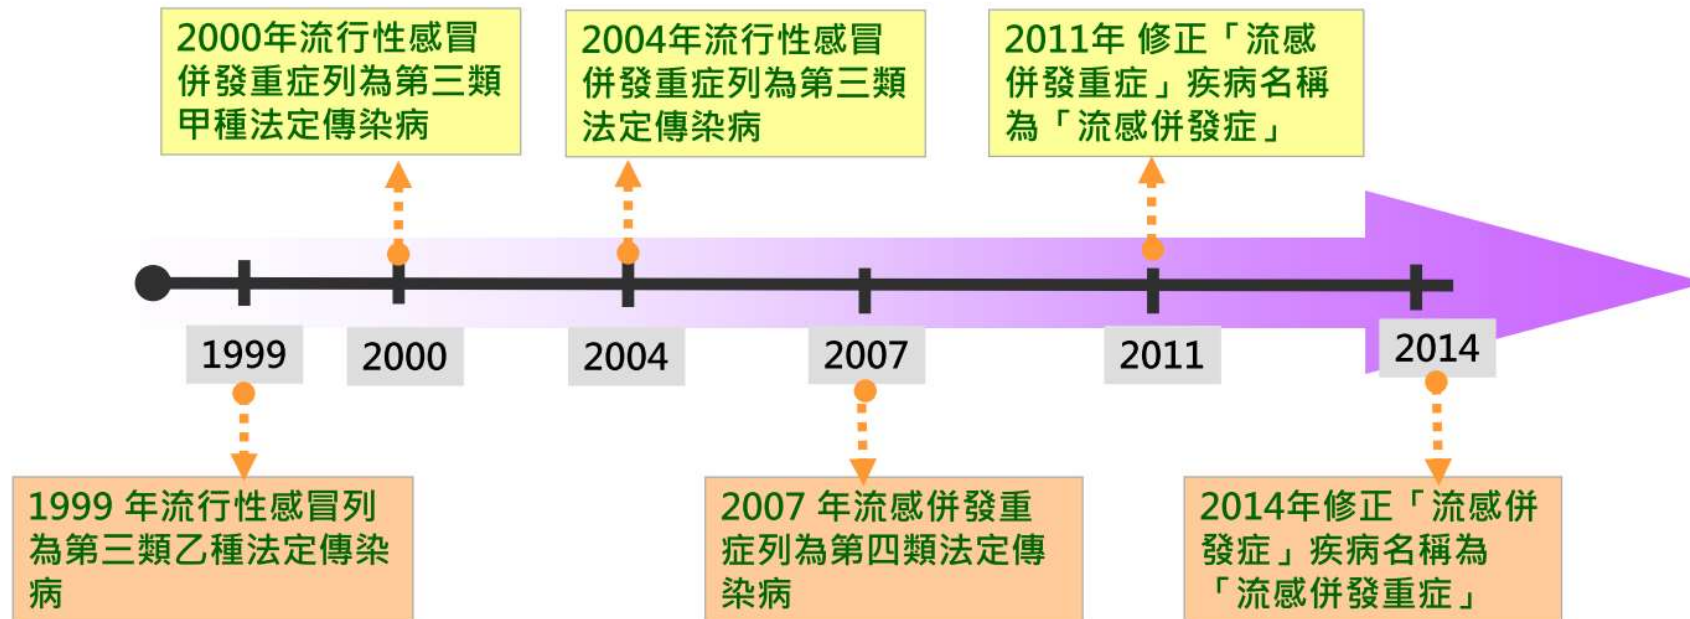 2000年流行性感冒
併發重症列為第三類
甲種法定傳染病
2004年流行性感冒
併發重症列為第三類
法定傳染病
2011年 修正「流感
併發重症」疾病名稱
為「流感併發症」
1999
2000
2004
2007
2011
2014
1999 年流行性感冒列
為第三類乙種法定傳染
病
2007 年流感併發重
症列為第四類法定傳
染病
2014年修正「流感併
發症」疾病名稱為
「流感併發重症」